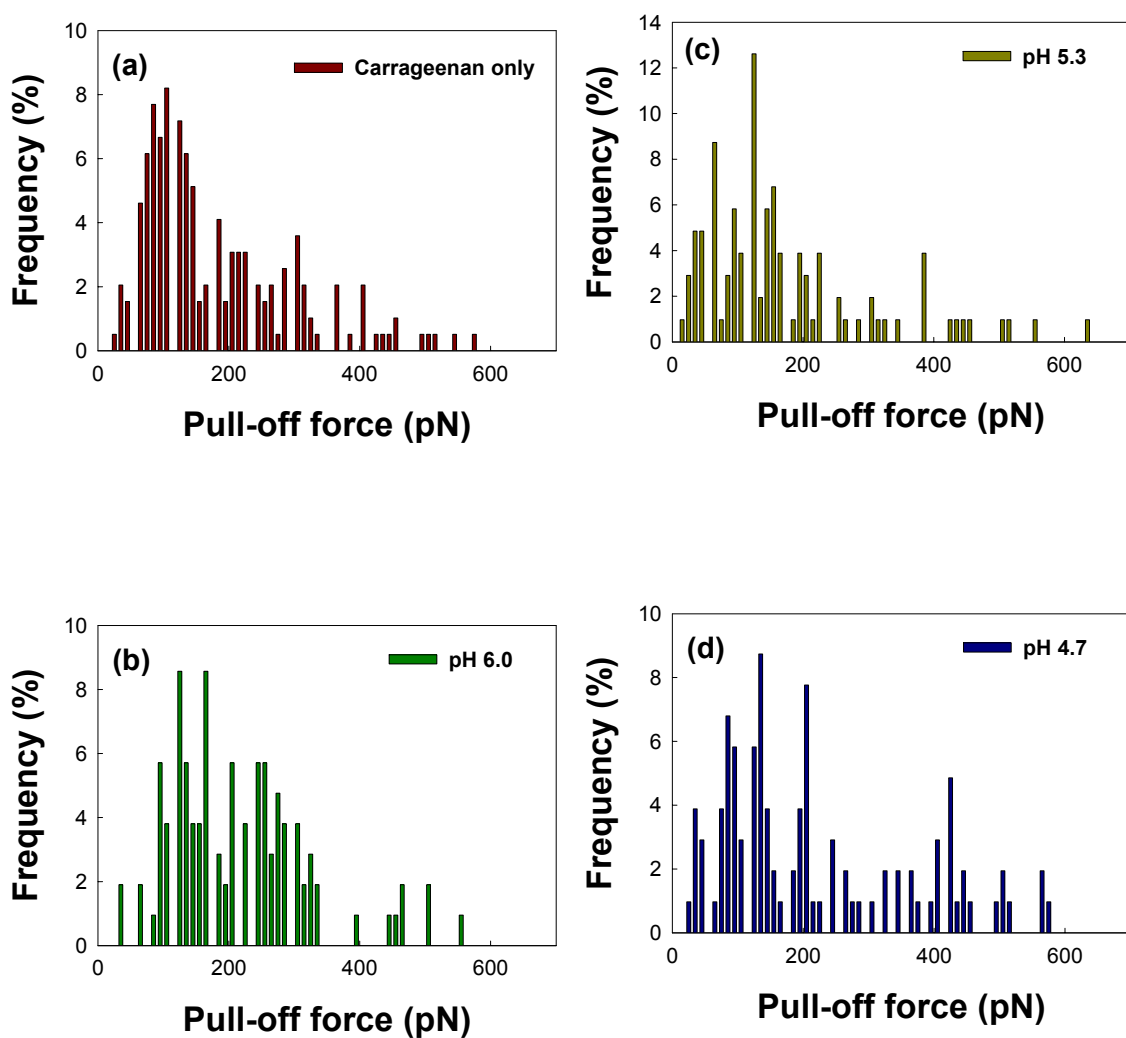 10
8
6
4
2
0
Frequency (%)
(a)
Carrageenan only
0 200 400 600
Pull-off force (pN)
14
12
10
8
6
4
2
0
Frequency (%)
(c)
pH 5.3
0 200 400 600
Pull-off force (pN)
10
8
6
4
2
0
Frequency (%)
(b)
pH 6.0
0 200 400 600
Pull-off force (pN)
10
8
6
4
2
0
Frequency (%)
(d)
pH 4.7
0 200 400 600
Pull-off force (pN)